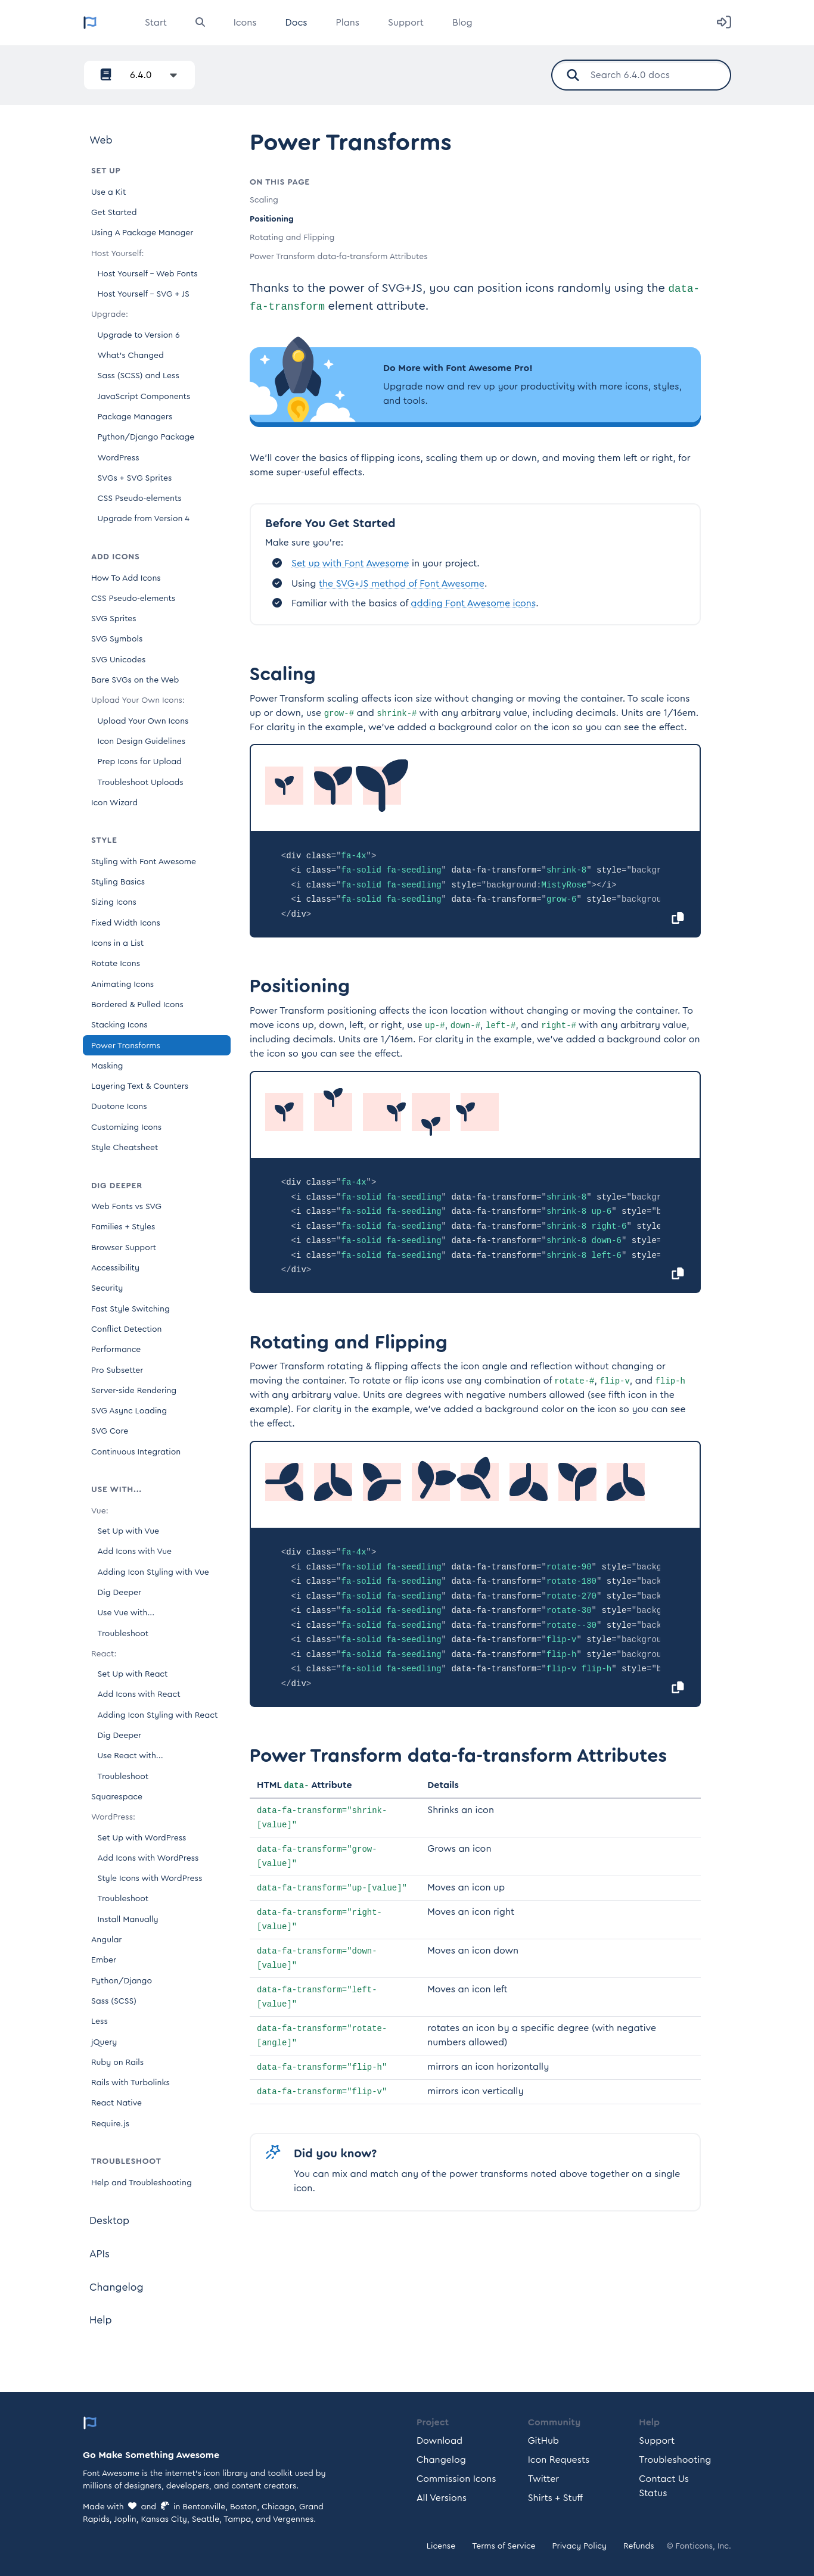 Start
Icons
Docs
Plans
Support
Blog
6.4.0
Search 6.4.0 docs
Web
SET UP
Use a Kit
Get Started
Using A Package Manager
Host Yourself:
Host Yourself – Web Fonts
Host Yourself – SVG + JS
Upgrade:
Upgrade to Version 6
What's Changed
Sass (SCSS) and Less
JavaScript Components
Package Managers
Python/Django Package
WordPress
SVGs + SVG Sprites
CSS Pseudo-elements
Upgrade from Version 4
ADD ICONS
How To Add Icons
CSS Pseudo-elements
SVG Sprites
SVG Symbols
SVG Unicodes
Bare SVGs on the Web
Upload Your Own Icons:
Upload Your Own Icons
Icon Design Guidelines
Prep Icons for Upload
Troubleshoot Uploads
Icon Wizard
STYLE
Styling with Font Awesome
Styling Basics
Sizing Icons
Fixed Width Icons
Icons in a List
Rotate Icons
Animating Icons
Bordered & Pulled Icons
Stacking Icons
Power Transforms
Masking
Layering Text & Counters
Duotone Icons
Customizing Icons
Style Cheatsheet
DIG DEEPER
Web Fonts vs SVG
Families + Styles
Browser Support
Accessibility
Security
Fast Style Switching
Conflict Detection
Performance
Pro Subsetter
Server-side Rendering
SVG Async Loading
SVG Core
Continuous Integration
USE WITH...
Vue:
Set Up with Vue
Add Icons with Vue
Adding Icon Styling with Vue
Dig Deeper
Use Vue with...
Troubleshoot
React:
Set Up with React
Add Icons with React
Adding Icon Styling with React
Dig Deeper
Use React with...
Troubleshoot
Squarespace
WordPress:
Set Up with WordPress
Add Icons with WordPress
Style Icons with WordPress
Troubleshoot
Install Manually
Angular
Ember
Python/Django
Sass (SCSS)
Less
jQuery
Ruby on Rails
Rails with Turbolinks
React Native
Require.js
TROUBLESHOOT
Help and Troubleshooting
Desktop
APIs
Changelog
Help
Power Transforms
ON THIS PAGE
Scaling
Positioning
Rotating and Flipping
Power Transform data-fa-transform Attributes
Thanks to the power of SVG+JS, you can position icons randomly using the data-
fa-transform element attribute.
Do More with Font Awesome Pro!
Upgrade now and rev up your productivity with more icons, styles,
and tools.
We'll cover the basics of flipping icons, scaling them up or down, and moving them left or right, for
some super-useful effects.
Before You Get Started
Make sure you're:
Set up with Font Awesome in your project.
Using the SVG+JS method of Font Awesome.
Familiar with the basics of adding Font Awesome icons.
Scaling
Power Transform scaling affects icon size without changing or moving the container. To scale icons
up or down, use grow-# and shrink-# with any arbitrary value, including decimals. Units are 1/16em.
For clarity in the example, we've added a background color on the icon so you can see the effect.
<div class="fa-4x">
<i class="fa-solid fa-seedling" data-fa-transform="shrink-8" style="backgr
<i class="fa-solid fa-seedling" style="background:MistyRose"></i>
<i class="fa-solid fa-seedling" data-fa-transform="grow-6" style="backgrou
</div>
Positioning
Power Transform positioning affects the icon location without changing or moving the container. To
move icons up, down, left, or right, use up-#, down-#, left-#, and right-# with any arbitrary value,
including decimals. Units are 1/16em. For clarity in the example, we've added a background color on
the icon so you can see the effect.
<div class="fa-4x">
<i class="fa-solid fa-seedling" data-fa-transform="shrink-8" style="backgr
<i class="fa-solid fa-seedling" data-fa-transform="shrink-8 up-6" style="b
<i class="fa-solid fa-seedling" data-fa-transform="shrink-8 right-6" style
<i class="fa-solid fa-seedling" data-fa-transform="shrink-8 down-6" style=
<i class="fa-solid fa-seedling" data-fa-transform="shrink-8 left-6" style=
</div>
Rotating and Flipping
Power Transform rotating & flipping affects the icon angle and reflection without changing or
moving the container. To rotate or flip icons use any combination of rotate-#, flip-v, and flip-h
with any arbitrary value. Units are degrees with negative numbers allowed (see fifth icon in the
example). For clarity in the example, we've added a background color on the icon so you can see
the effect.
<div class="fa-4x">
<i class="fa-solid fa-seedling" data-fa-transform="rotate-90" style="backg
<i class="fa-solid fa-seedling" data-fa-transform="rotate-180" style="back
<i class="fa-solid fa-seedling" data-fa-transform="rotate-270" style="back
<i class="fa-solid fa-seedling" data-fa-transform="rotate-30" style="backg
<i class="fa-solid fa-seedling" data-fa-transform="rotate--30" style="back
<i class="fa-solid fa-seedling" data-fa-transform="flip-v" style="backgrou
<i class="fa-solid fa-seedling" data-fa-transform="flip-h" style="backgrou
<i class="fa-solid fa-seedling" data-fa-transform="flip-v flip-h" style="b
</div>
Power Transform data-fa-transform Attributes
HTML data- Attribute Details
data-fa-transform="shrink- Shrinks an icon
[value]"
data-fa-transform="grow- Grows an icon
[value]"
data-fa-transform="up-[value]" Moves an icon up
data-fa-transform="right- Moves an icon right
[value]"
data-fa-transform="down- Moves an icon down
[value]"
data-fa-transform="left- Moves an icon left
[value]"
data-fa-transform="rotate- rotates an icon by a specific degree (with negative
[angle]" numbers allowed)
data-fa-transform="flip-h" mirrors an icon horizontally
data-fa-transform="flip-v" mirrors icon vertically
Did you know?
You can mix and match any of the power transforms noted above together on a single
icon.
Go Make Something Awesome
Font Awesome is the internet's icon library and toolkit used by
millions of designers, developers, and content creators.
Made with and in Bentonville, Boston, Chicago, Grand
Rapids, Joplin, Kansas City, Seattle, Tampa, and Vergennes.
Project
Download
Changelog
Commission Icons
All Versions
Community
GitHub
Icon Requests
Twitter
Shirts + Stuff
Help
Support
Troubleshooting
Contact Us
Status
License
Terms of Service
Privacy Policy
Refunds
© Fonticons, Inc.